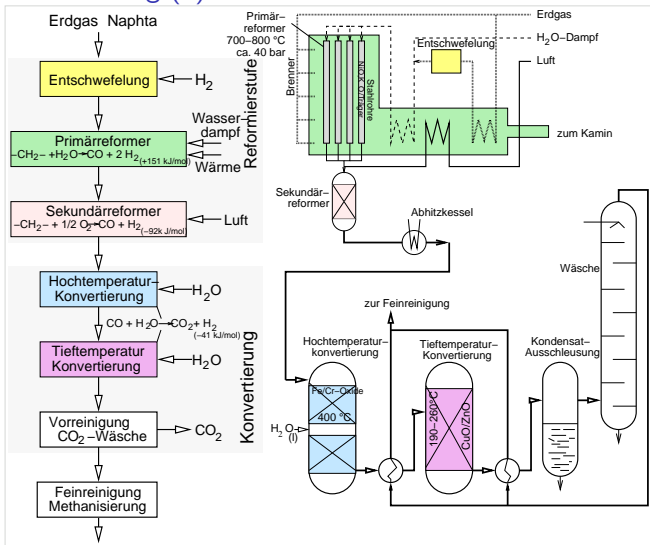 Erdgas Naphta
Entschwefelung
H2
Reformierstufe
Wasser-
dampf
Primärreformer
–CH2– +H2O→CO + 2 H2 (+151 kJ/mol)
Wärme
Sekundärreformer
–CH2– + 1/2 O2→CO + H2 (–92k J/mol)
Luft
Hochtemperatur-
Konvertierung
H2O
CO + H2O→CO2+ H2
(–41 kJ/mol)
Tieftemperatur
Konvertierung
H2O
Konvertierung
Vorreinigung
CO2–Wäsche
CO2
Feinreinigung
Methanisierung
Primär–
reformer
700–800 °C
ca. 40 bar
Brenner
Stahlrohre
Entschwefelung
Erdgas
H2O–Dampf
Luft
zum Kamin
Sekundär–
reformer
Abhitzkessel
Wäsche
zur Feinreinigung
Hochtemperatur–
konvertierung
Tieftemperatur–
Konvertierung
Kondensat–
Ausschleusung
Fe/Cr–Oxide
400 °C
H2O
(l)
190–260°C
CuO/ZnO